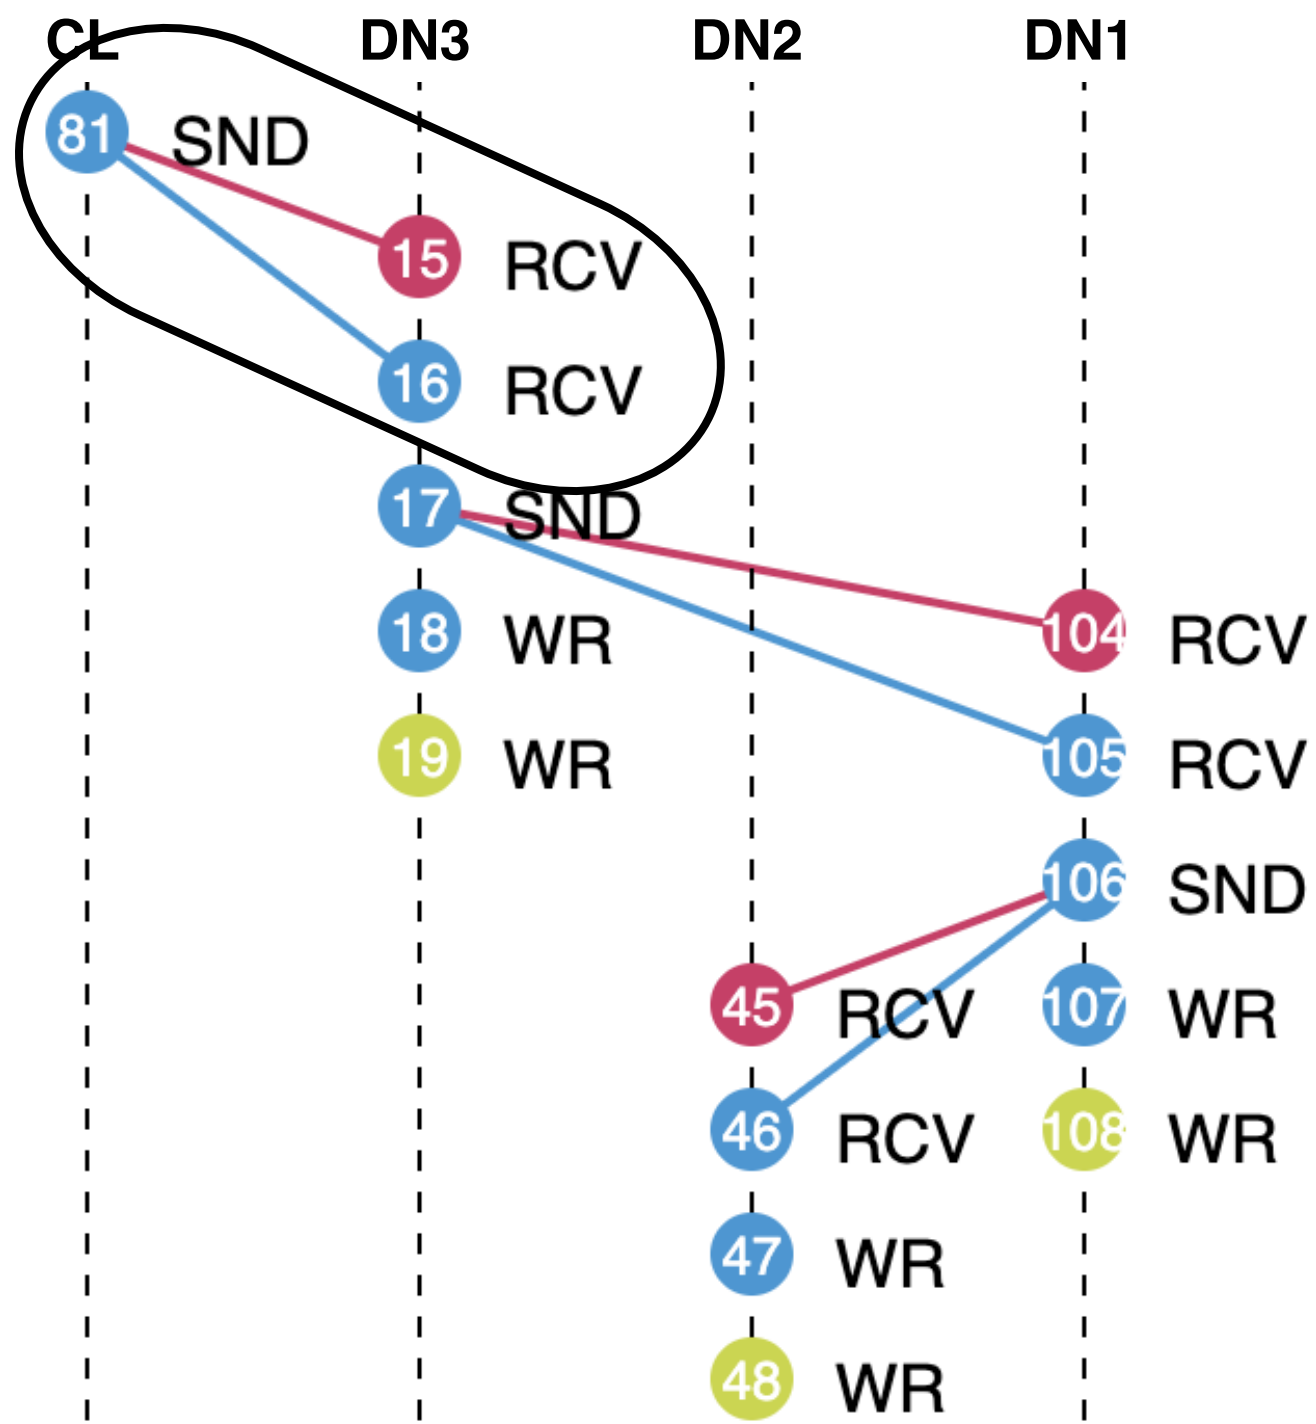 CL DN3 DN2 DN1
81 SND
15 RCV
16 RCV
17 SND
18 WR 104 RCV
19 WR 105 RCV
106 SND
45 RCV 107 WR
46 RCV 108 WR
47 WR
48 WR